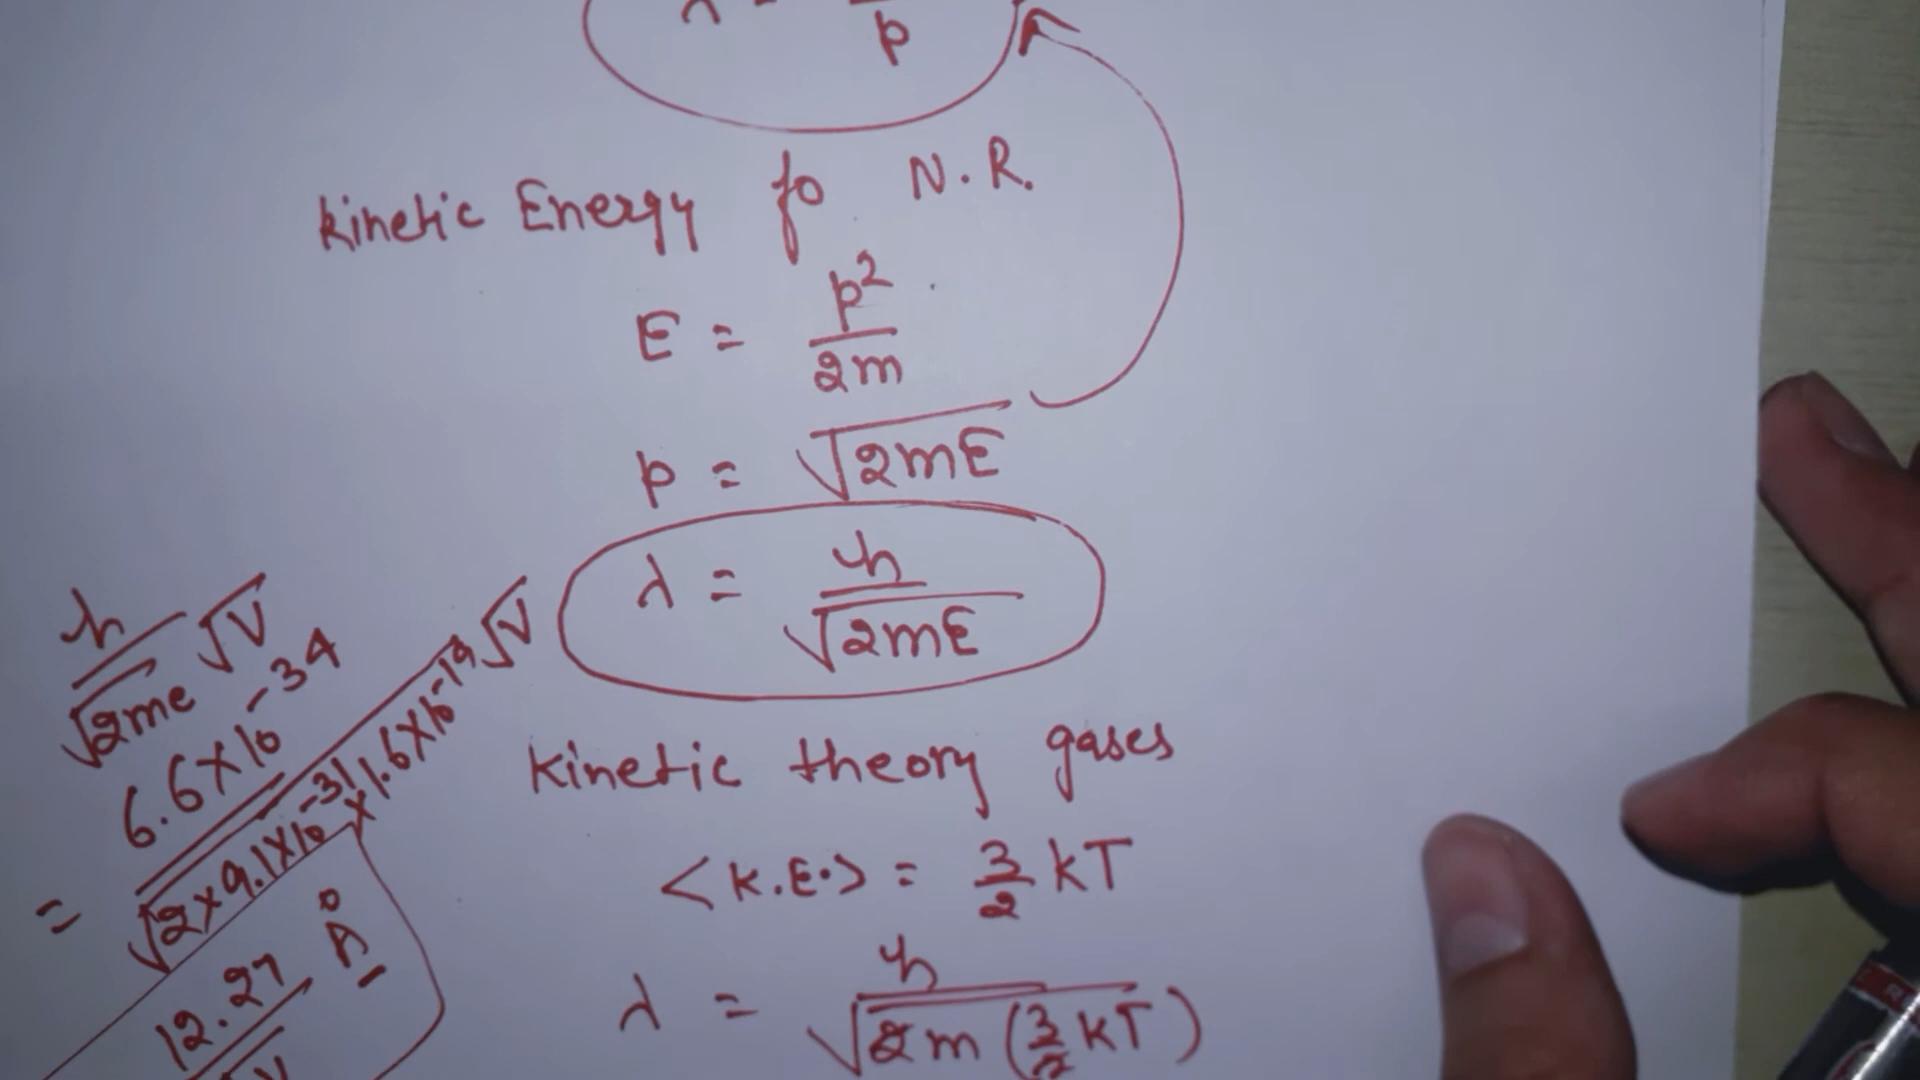 λ = /p
kinetic Energy fo N.R.
E = p²/2m
p = √2mE
λ = h/√2mE
kinetic theory gases
<K.E.> = 3/2 kT
λ = h/√2m(3/2 kT)
h/√2me √V
= 6.6×10⁻³⁴/√2×9.1×10⁻³¹×1.6×10⁻¹⁹ √V
12.27/√V Å